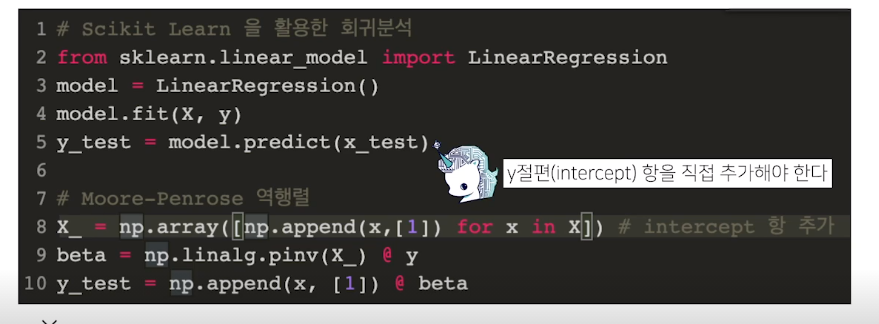 1 # Scikit Learn 을 활용한 회귀분석
2 from sklearn.linear_model import LinearRegression
3 model = LinearRegression()
4 model.fit(X, y)
5 y_test = model.predict(x_test)
6
y절편(intercept) 항을 직접 추가해야 한다
7 # Moore-Penrose 역행렬
8 X_ = np.array([np.append(x,[1]) for x in X]) # intercept 항 추가
9 beta = np.linalg.pinv(X_) @ y
10 y_test = np.append(x, [1]) @ beta